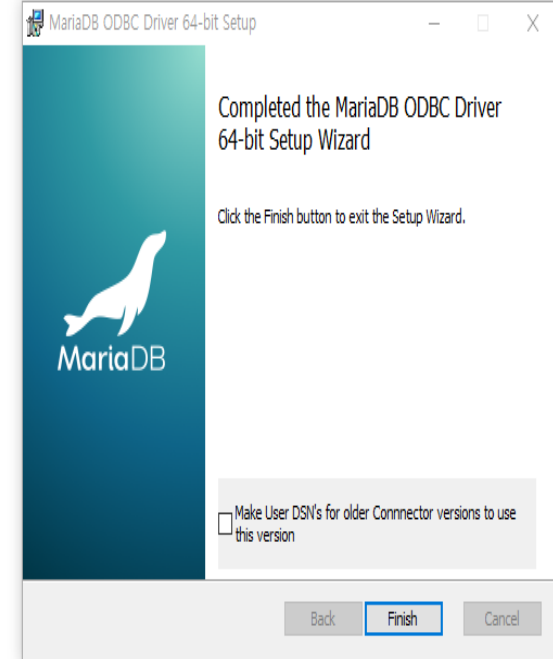 MariaDB ODBC Driver 64-bit Setup
Completed the MariaDB ODBC Driver
64-bit Setup Wizard
Click the Finish button to exit the Setup Wizard.
MariaDB
Make User DSN's for older Connnector versions to use
this version
Back
Finish
Cancel